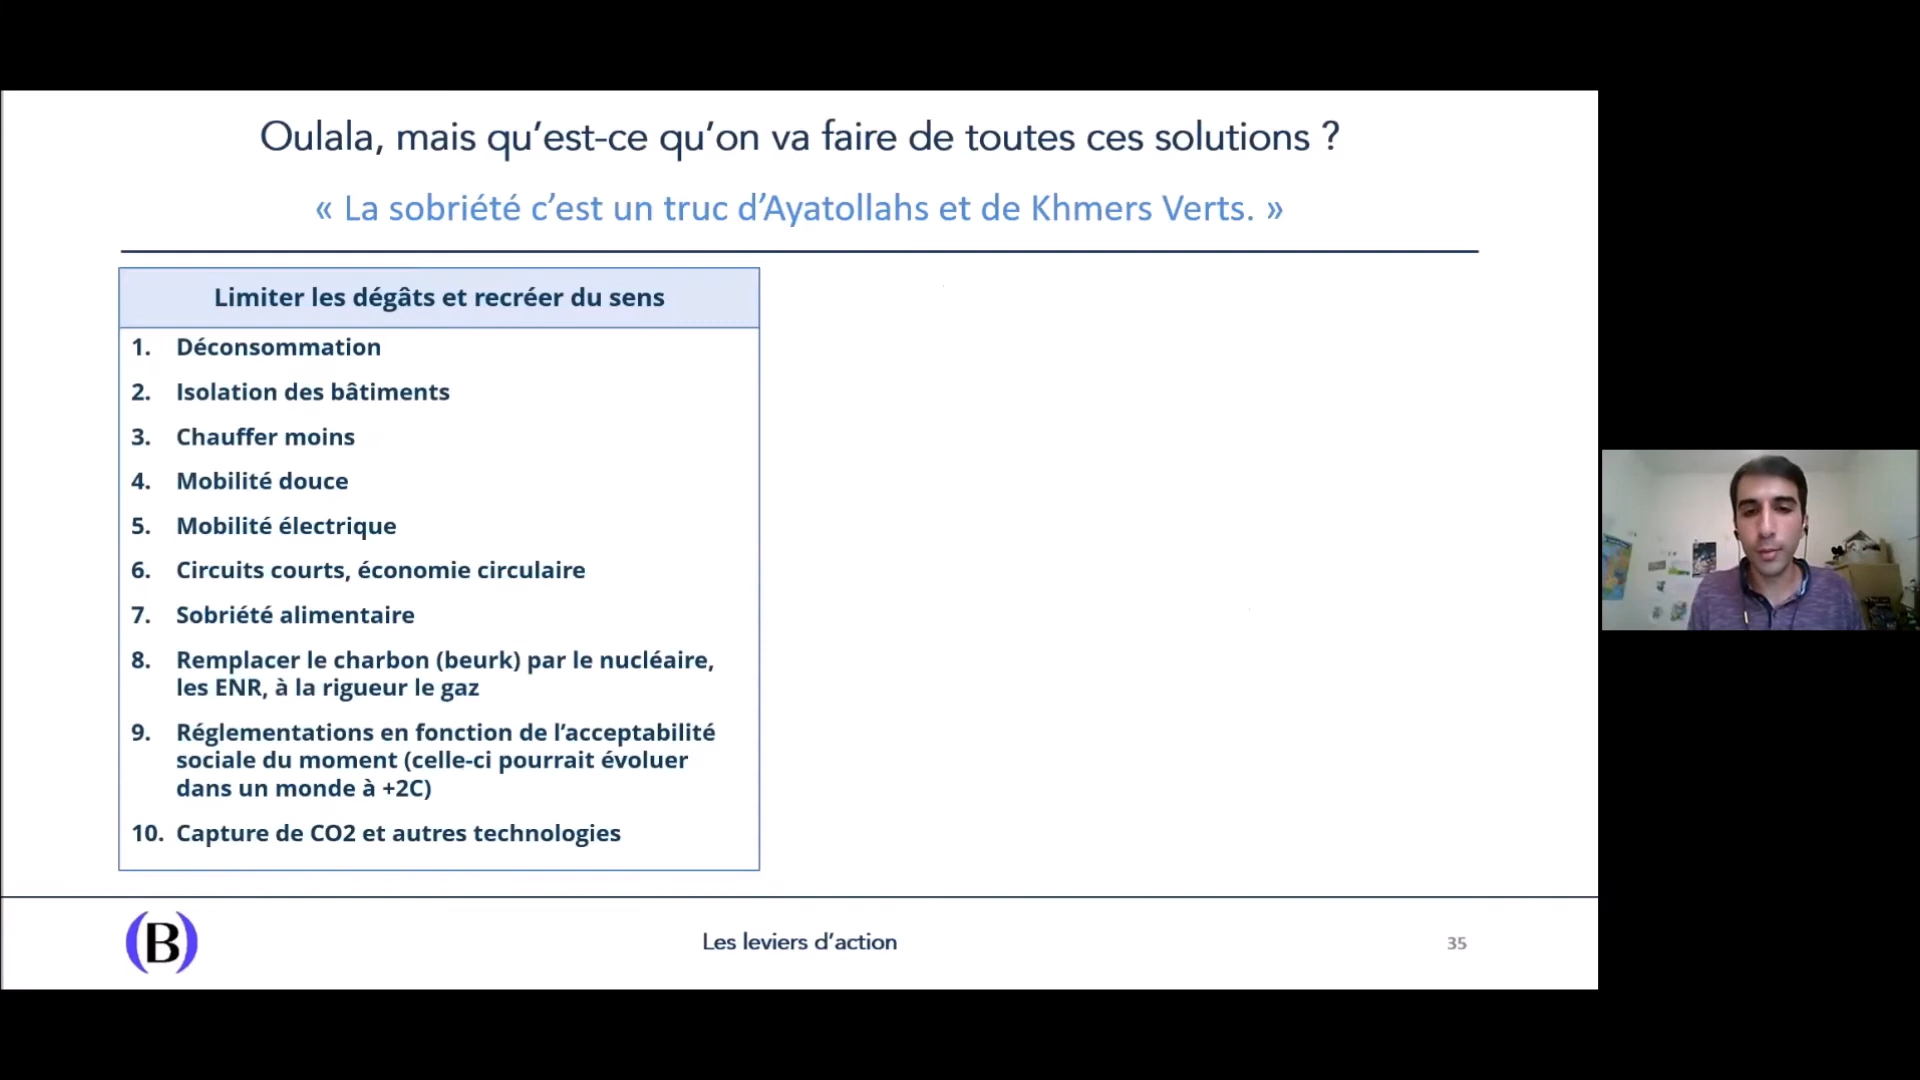 Oulala, mais qu’est-ce qu’on va faire de toutes ces solutions ?
« La sobriété c’est un truc d’Ayatollahs et de Khmers Verts. »
Limiter les dégâts et recréer du sens
1. Déconsommation
2. Isolation des bâtiments
3. Chauffer moins
4. Mobilité douce
5. Mobilité électrique
6. Circuits courts, économie circulaire
7. Sobriété alimentaire
8. Remplacer le charbon (beurk) par le nucléaire,
les ENR, à la rigueur le gaz
9. Réglementations en fonction de l’acceptabilité
sociale du moment (celle-ci pourrait évoluer
dans un monde à +2C)
10. Capture de CO2 et autres technologies
(B)
Les leviers d’action
35